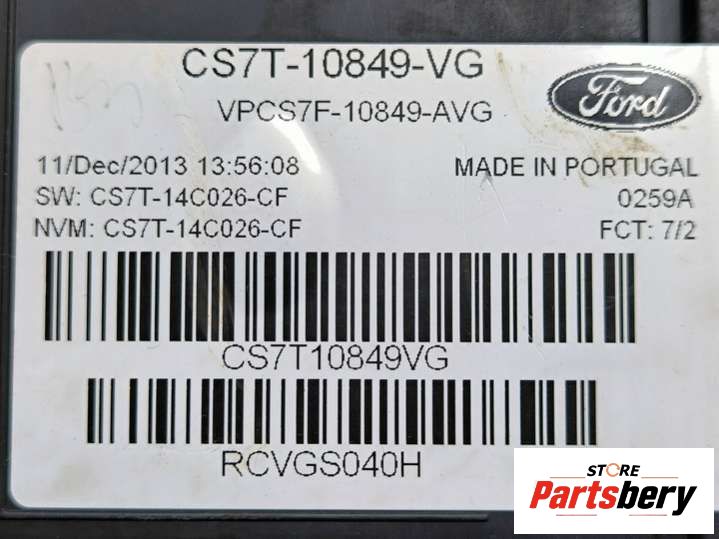 CS7T-10849-VG
Ford
VPCS7F-10849-AVG
11/Dec/2013 13:56:08
MADE IN PORTUGAL
SW: CS7T-14C026-CF
0259A
NVM: CS7T-14C026-CF
FCT: 7/2
CS7T10849VG
RCVGS040H
STORE
Partsbery